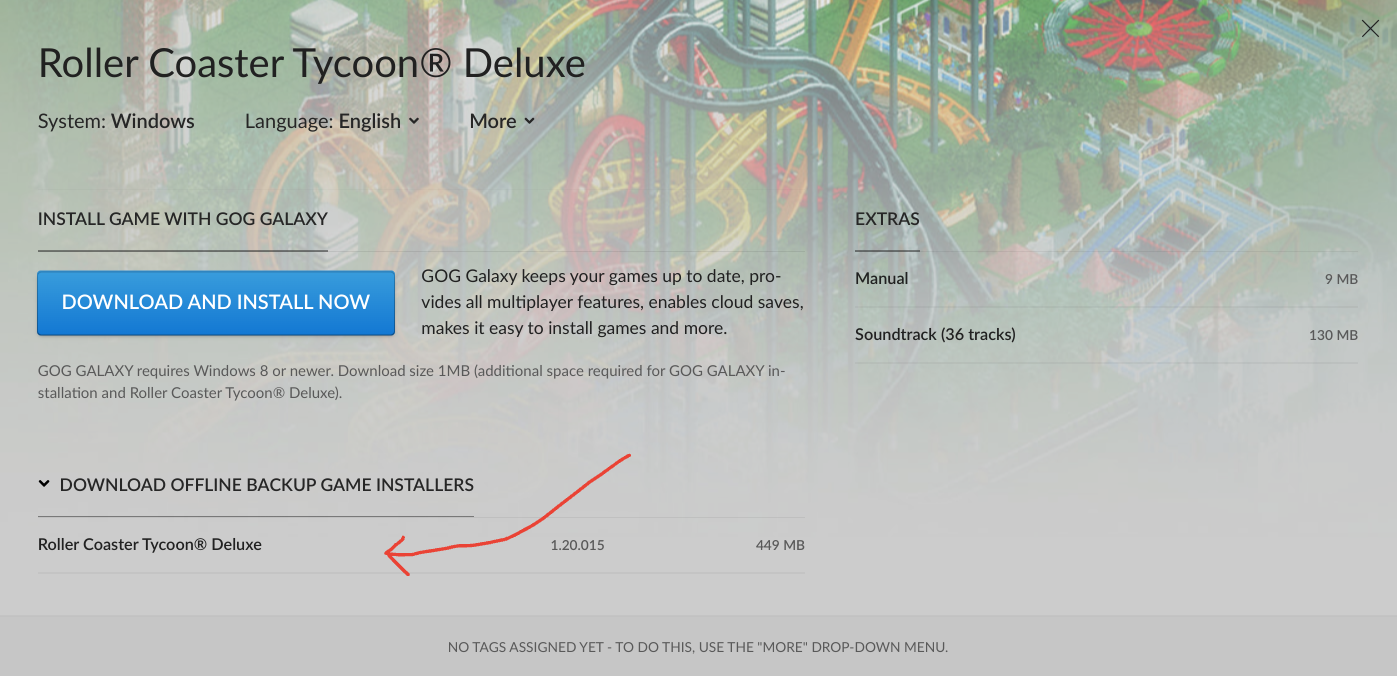 Roller Coaster Tycoon® Deluxe
System: Windows Language: English More
INSTALL GAME WITH GOG GALAXY
DOWNLOAD AND INSTALL NOW
GOG Galaxy keeps your games up to date, pro-
vides all multiplayer features, enables cloud saves,
makes it easy to install games and more.
GOG GALAXY requires Windows 8 or newer. Download size 1MB (additional space required for GOG GALAXY in-
stallation and Roller Coaster Tycoon® Deluxe).
DOWNLOAD OFFLINE BACKUP GAME INSTALLERS
Roller Coaster Tycoon® Deluxe 1.20.015 449 MB
EXTRAS
Manual 9 MB
Soundtrack (36 tracks) 130 MB
NO TAGS ASSIGNED YET - TO DO THIS, USE THE "MORE" DROP-DOWN MENU.